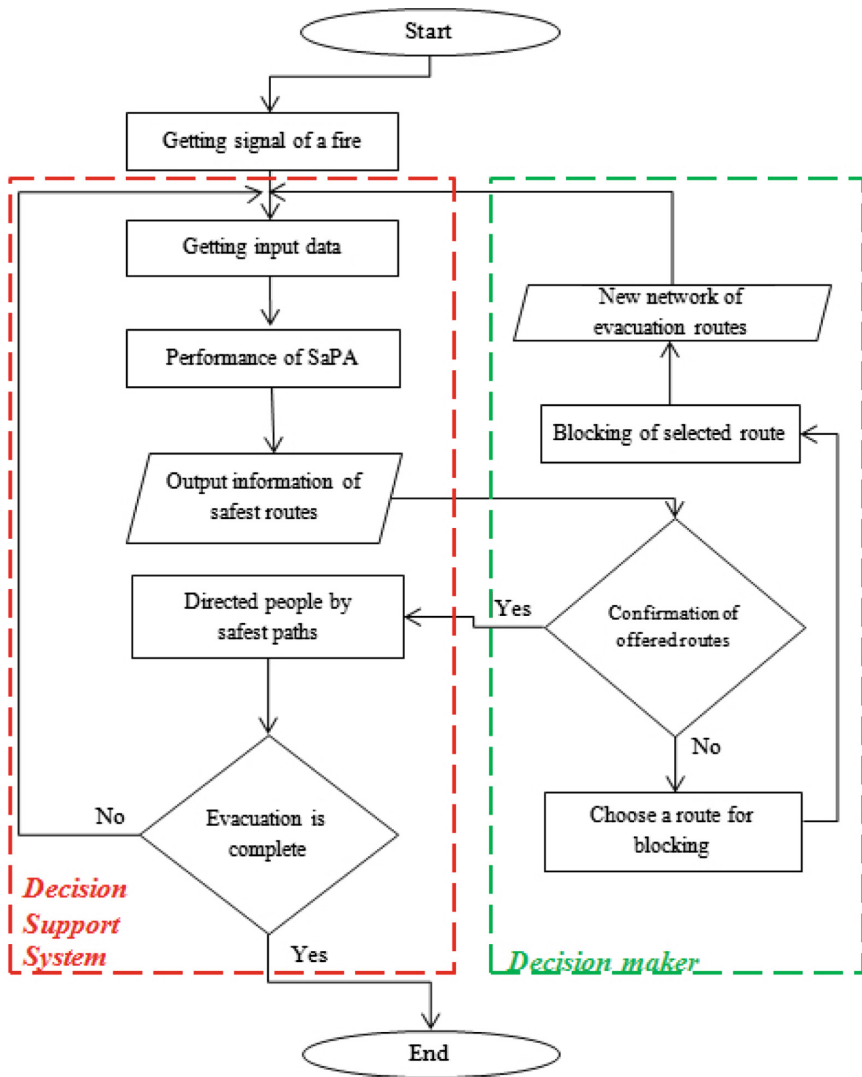 Start
Getting signal of a fire
Getting input data
Performance of SaPA
Output information of
safest routes
Directed people by
safest paths
Evacuation is
complete
No
Yes
Decision
Support
System
End
New network of
evacuation routes
Blocking of selected route
Confirmation of
offered routes
Yes
No
Choose a route for
blocking
Decision maker